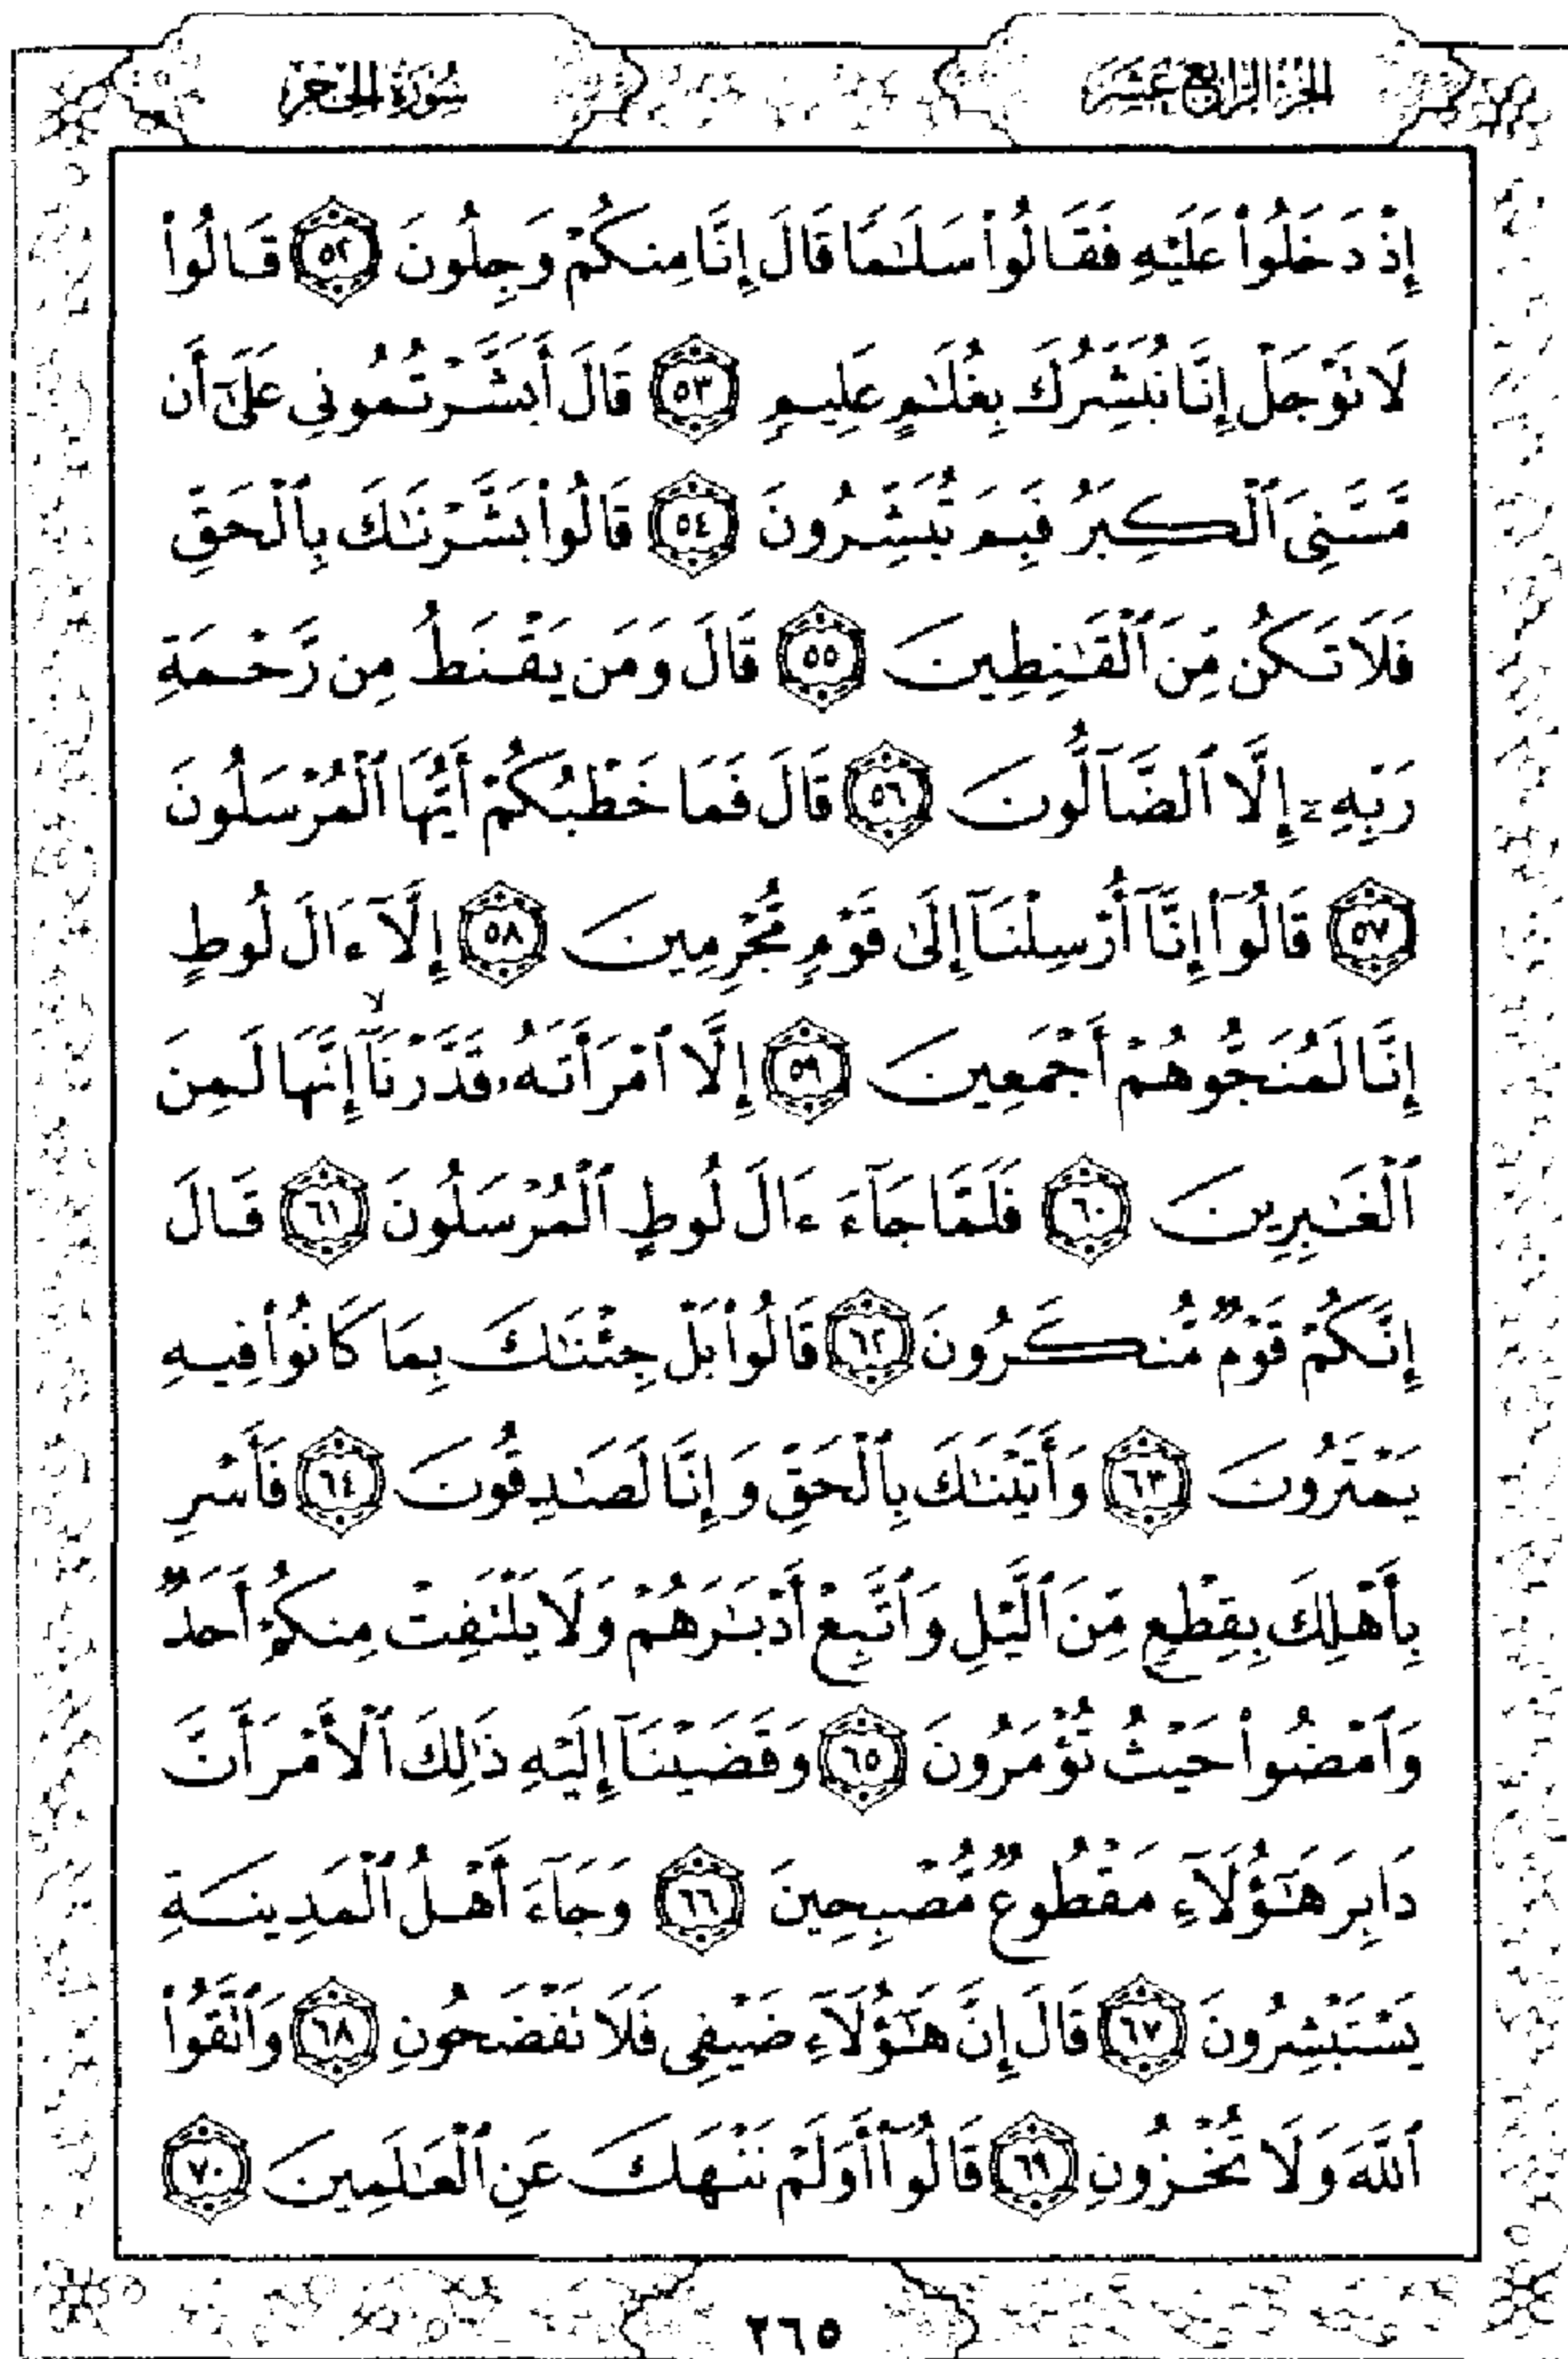 الجزء الرابع عشر
سورة الحجر
إِذْ دَخَلُوا۟ عَلَيْهِ فَقَالُوا۟ سَلَٰمًا قَالَ إِنَّا مِنكُمْ وَجِلُونَ ٥٢ قَالُوا۟
لَا تَوْجَلْ إِنَّا نُبَشِّرُكَ بِغُلَٰمٍ عَلِيمٍ ٥٣ قَالَ أَبَشَّرْتُمُونِى عَلَىٰٓ أَن
مَّسَّنِىَ ٱلْكِبَرُ فَبِمَ تُبَشِّرُونَ ٥٤ قَالُوا۟ بَشَّرْنَٰكَ بِٱلْحَقِّ
فَلَا تَكُن مِّنَ ٱلْقَٰنِطِينَ ٥٥ قَالَ وَمَن يَقْنَطُ مِن رَّحْمَةِ
رَبِّهِۦٓ إِلَّا ٱلضَّآلُّونَ ٥٦ قَالَ فَمَا خَطْبُكُمْ أَيُّهَا ٱلْمُرْسَلُونَ
٥٧ قَالُوٓا۟ إِنَّآ أُرْسِلْنَآ إِلَىٰ قَوْمٍ مُّجْرِمِينَ ٥٨ إِلَّآ ءَالَ لُوطٍ
إِنَّا لَمُنَجُّوهُمْ أَجْمَعِينَ ٥٩ إِلَّا ٱمْرَأَتَهُۥ قَدَّرْنَآ ۙ إِنَّهَا لَمِنَ
ٱلْغَٰبِرِينَ ٦٠ فَلَمَّا جَآءَ ءَالَ لُوطٍ ٱلْمُرْسَلُونَ ٦١ قَالَ
إِنَّكُمْ قَوْمٌ مُّنكَرُونَ ٦٢ قَالُوا۟ بَلْ جِئْنَٰكَ بِمَا كَانُوا۟ فِيهِ
يَمْتَرُونَ ٦٣ وَأَتَيْنَٰكَ بِٱلْحَقِّ وَإِنَّا لَصَٰدِقُونَ ٦٤ فَأَسْرِ
بِأَهْلِكَ بِقِطْعٍ مِّنَ ٱلَّيْلِ وَٱتَّبِعْ أَدْبَٰرَهُمْ وَلَا يَلْتَفِتْ مِنكُمْ أَحَدٌ
وَٱمْضُوا۟ حَيْثُ تُؤْمَرُونَ ٦٥ وَقَضَيْنَآ إِلَيْهِ ذَٰلِكَ ٱلْأَمْرَ أَنَّ
دَابِرَ هَٰٓؤُلَآءِ مَقْطُوعٌ مُّصْبِحِينَ ٦٦ وَجَآءَ أَهْلُ ٱلْمَدِينَةِ
يَسْتَبْشِرُونَ ٦٧ قَالَ إِنَّ هَٰٓؤُلَآءِ ضَيْفِى فَلَا تَفْضَحُونِ ٦٨ وَٱتَّقُوا۟
ٱللَّهَ وَلَا تُخْزُونِ ٦٩ قَالُوٓا۟ أَوَلَمْ نَنْهَكَ عَنِ ٱلْعَٰلَمِينَ ٧٠
٢٦٥